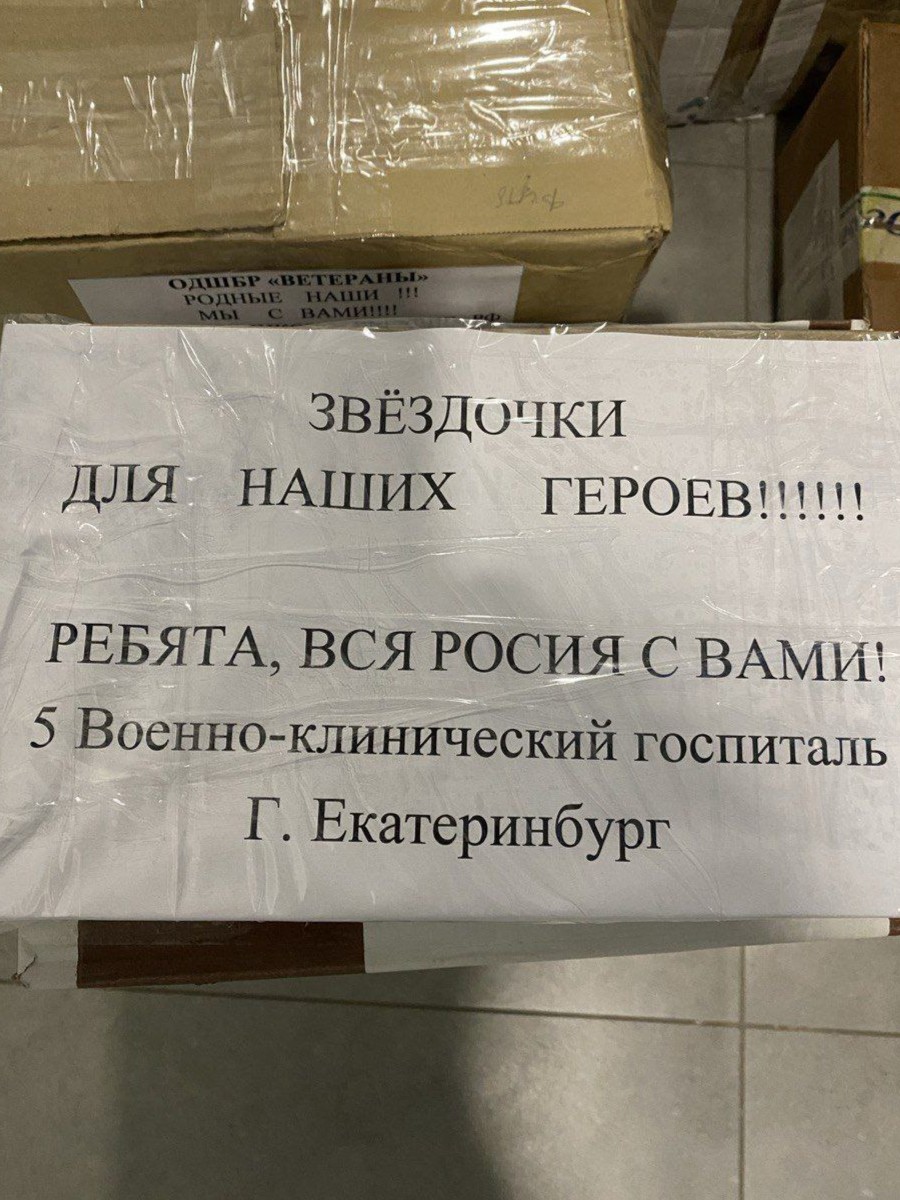 ОДШБР «ВЕТЕРАНЫ»
РОДНЫЕ НАШИ !!!
МЫ С ВАМИ!!!!
РФ
ЗВЁЗДОЧКИ
ДЛЯ НАШИХ ГЕРОЕВ!!!!!!
РЕБЯТА, ВСЯ РОСИЯ С ВАМИ!
5 Военно-клинический госпиталь
Г. Екатеринбург